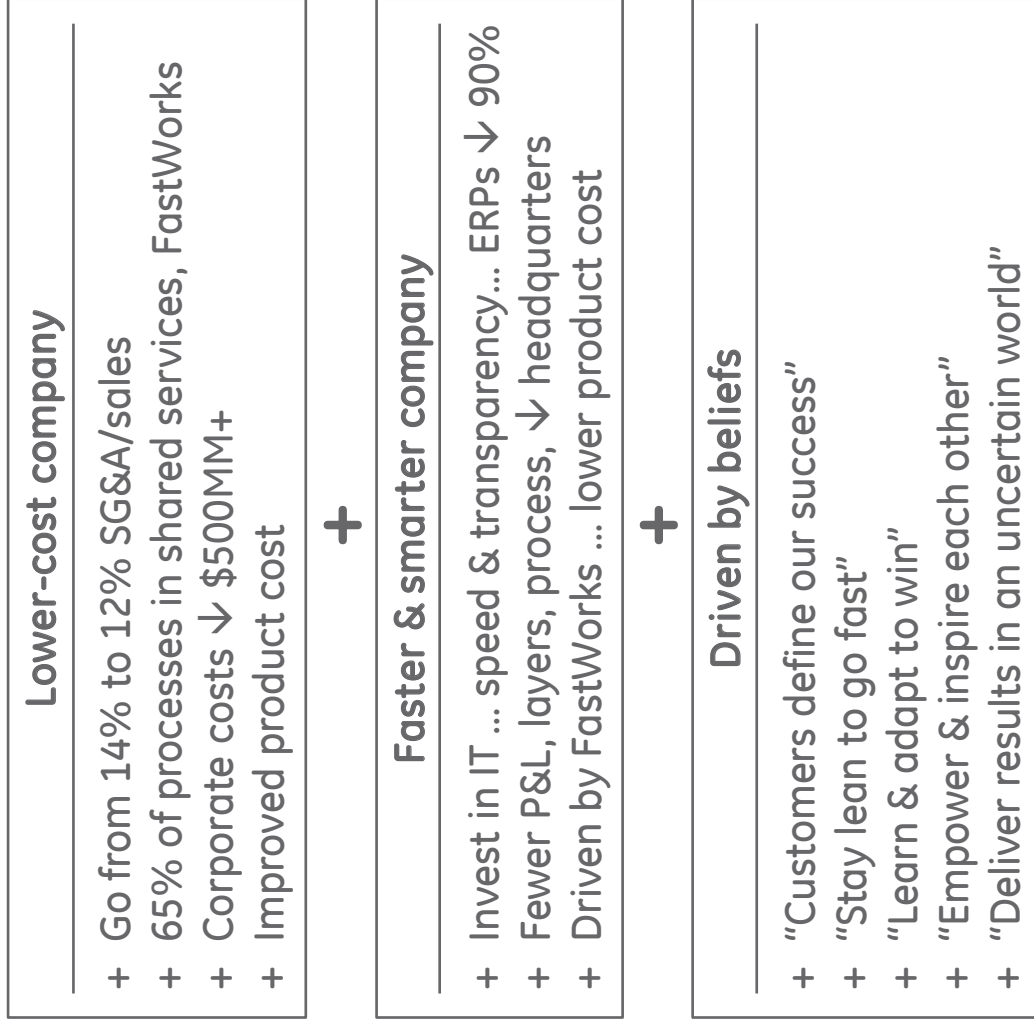 Lower-cost company
+ Go from 14% to 12% SG&A/sales
+ 65% of processes in shared services, FastWorks
+ Corporate costs ↓ $500MM+
+ Improved product cost
+
Faster & smarter company
+ Invest in IT ... speed & transparency... ERPs ↓ 90%
+ Fewer P&L, layers, process, ↓ headquarters
+ Driven by FastWorks ... lower product cost
+
Driven by beliefs
+ “Customers define our success”
+ “Stay lean to go fast”
+ “Learn & adapt to win”
+ “Empower & inspire each other”
+ “Deliver results in an uncertain world”